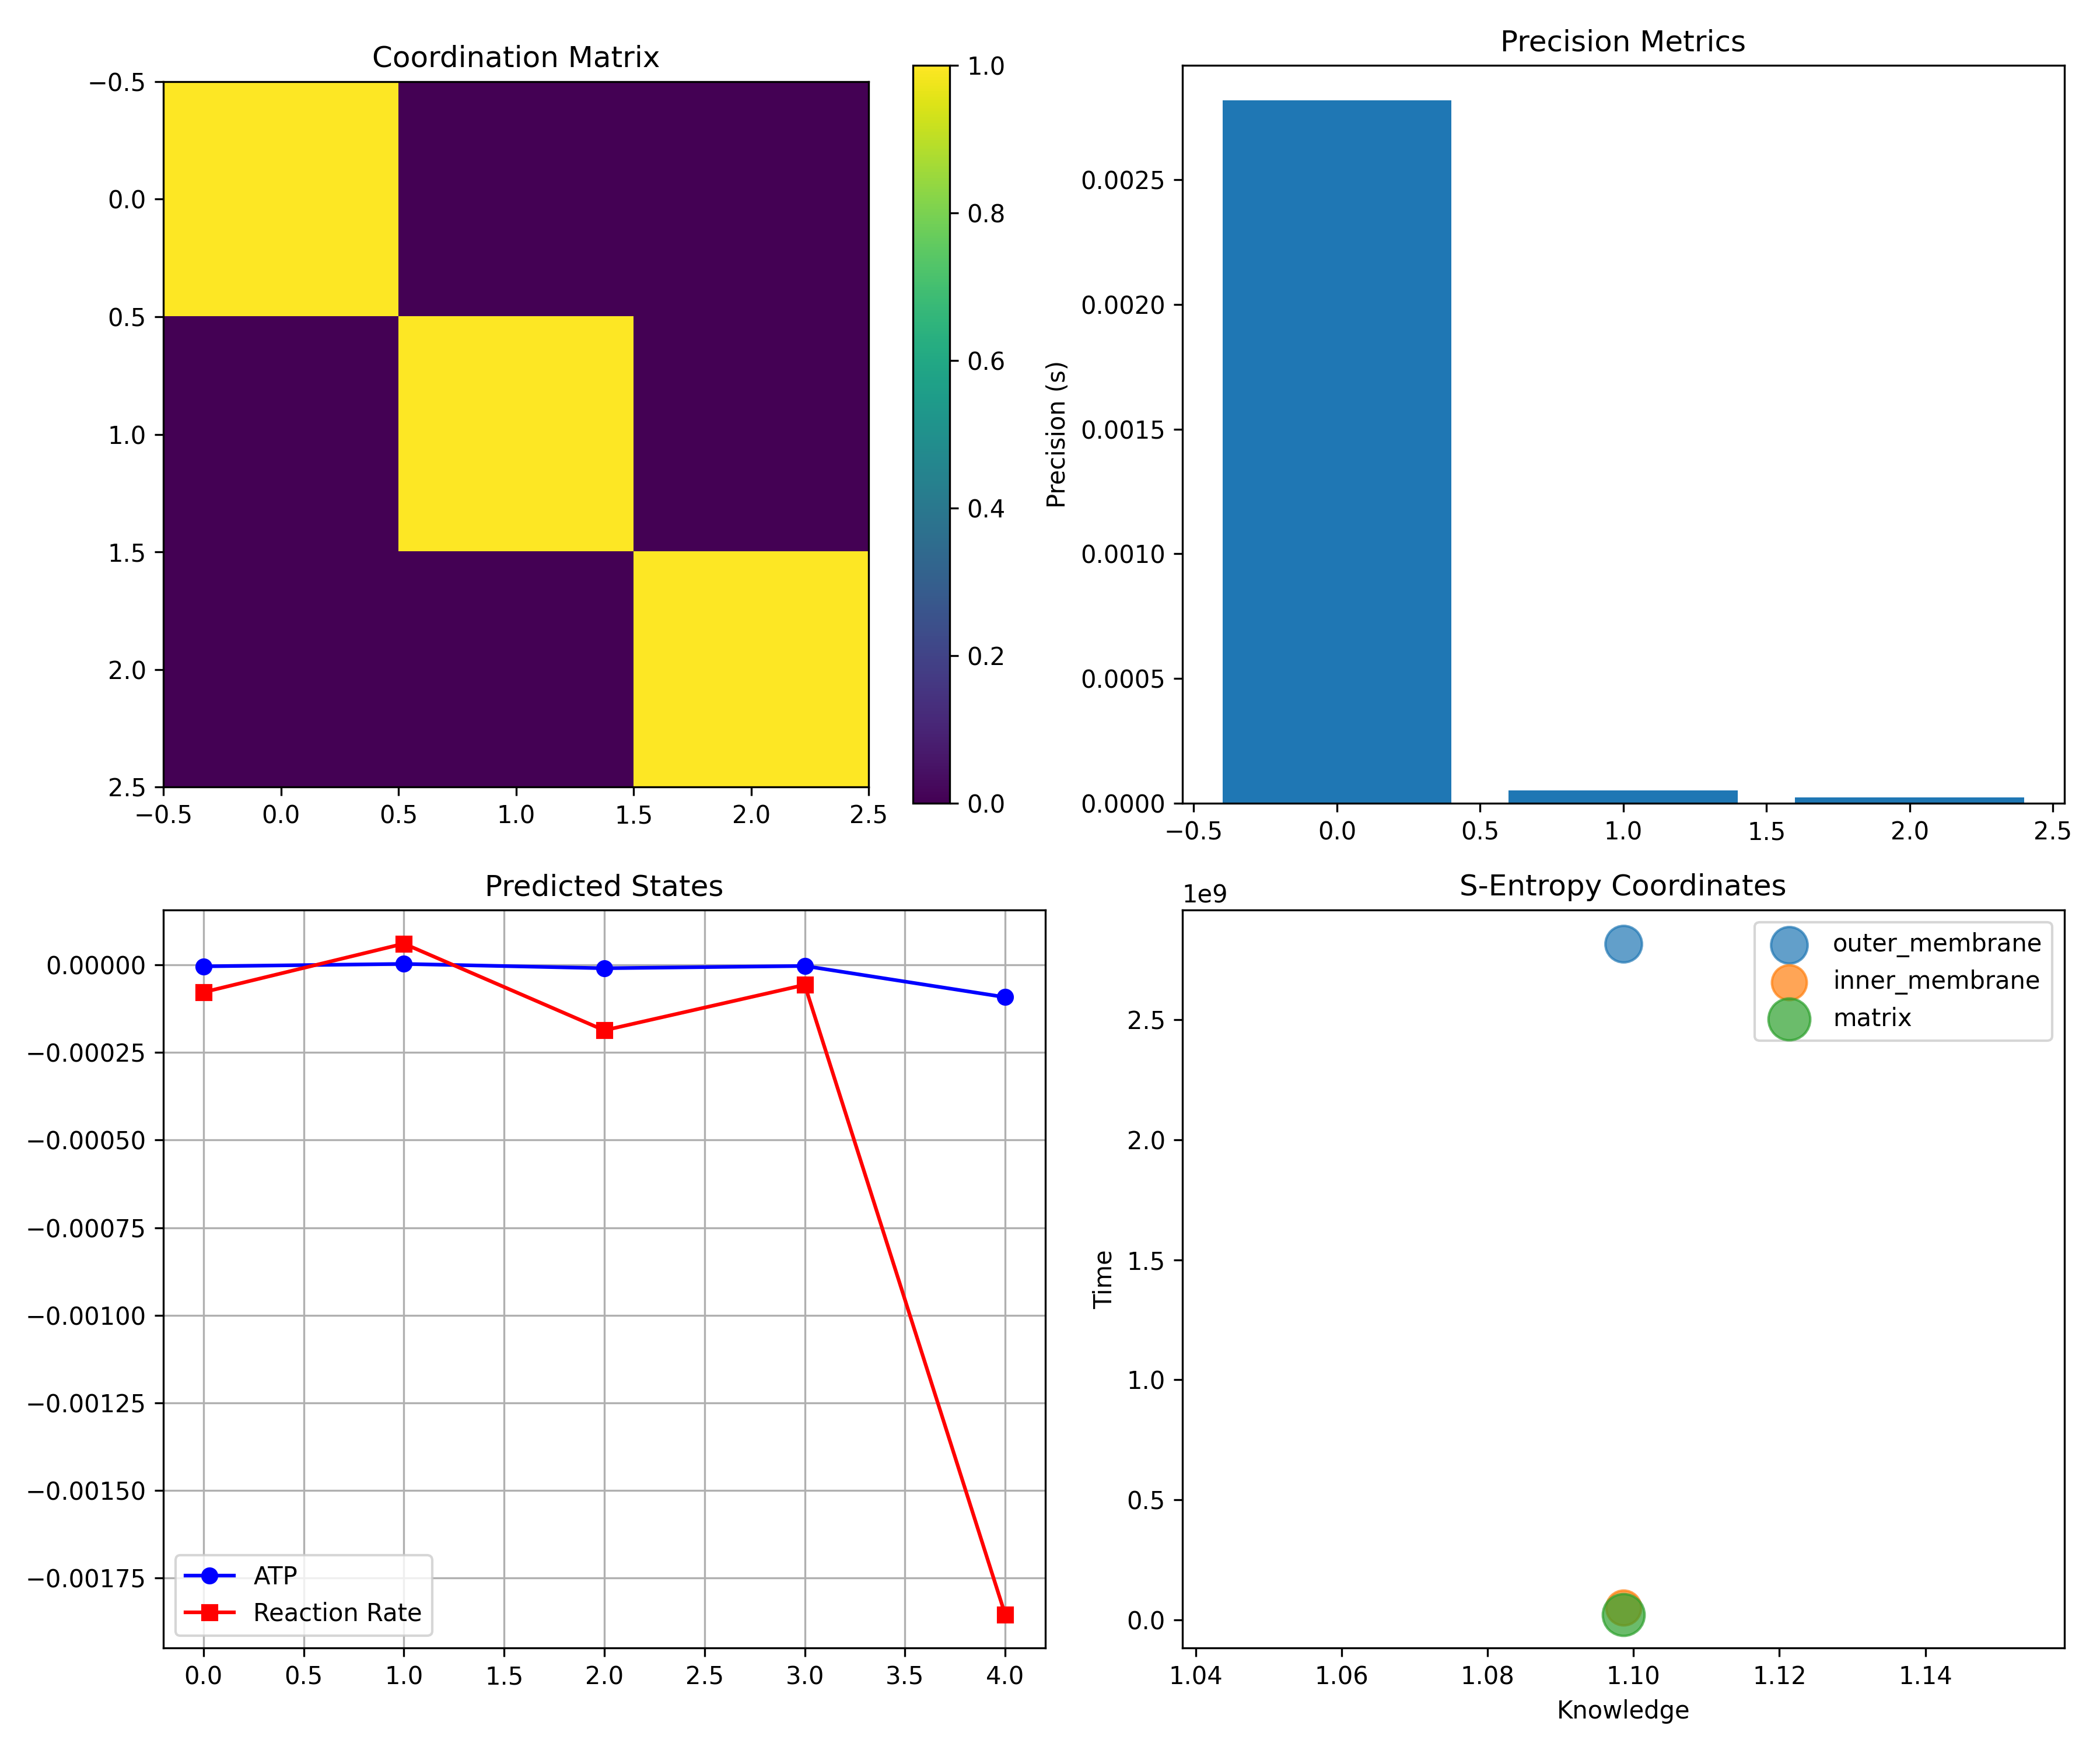 Coordination Matrix
−0.5
0.0
0.5
1.0
1.5
2.0
2.5
−0.5 0.0 0.5 1.0 1.5 2.0 2.5
1.0
0.8
0.6
0.4
0.2
0.0
Precision Metrics
Precision (s)
0.0025
0.0020
0.0015
0.0010
0.0005
0.0000
−0.5 0.0 0.5 1.0 1.5 2.0 2.5
Predicted States
0.00000
−0.00025
−0.00050
−0.00075
−0.00100
−0.00125
−0.00150
−0.00175
ATP
Reaction Rate
0.0 0.5 1.0 1.5 2.0 2.5 3.0 3.5 4.0
S-Entropy Coordinates
1e9
Time
2.5
2.0
1.5
1.0
0.5
0.0
outer_membrane
inner_membrane
matrix
1.04 1.06 1.08 1.10 1.12 1.14
Knowledge